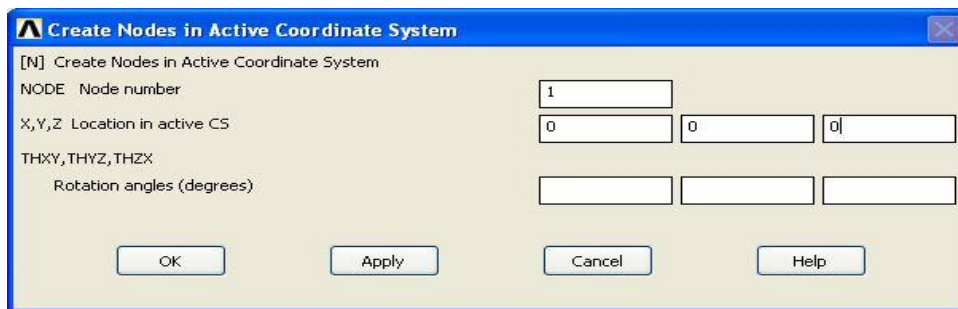 Create Nodes in Active Coordinate System
[N] Create Nodes in Active Coordinate System
NODE Node number 1
X,Y,Z Location in active CS 0 0 0
THXY,THYZ,THZX
Rotation angles (degrees)
OK Apply Cancel Help